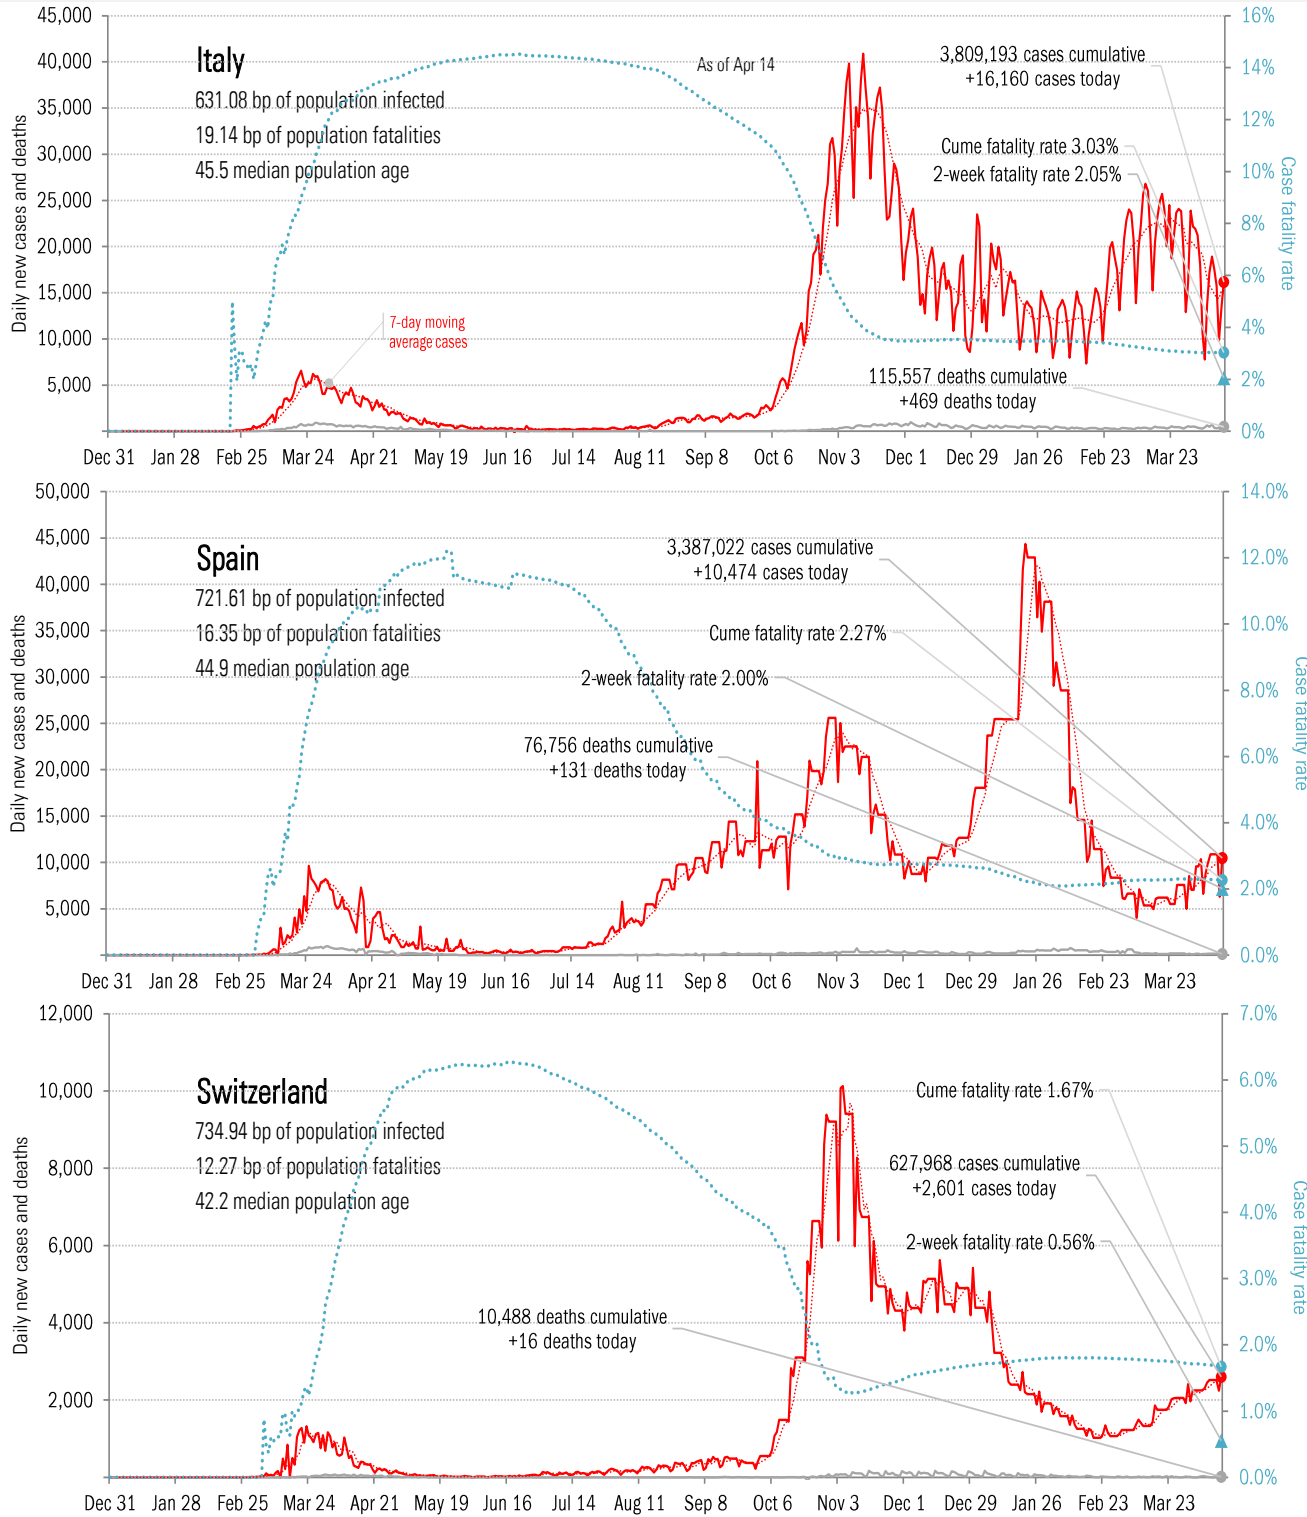 45,000
16%
Italy
As of Apr 14
3,809,193 cases cumulative
+16,160 cases today
40,000
14%
631.08 bp of population infected
35,000
12%
19.14 bp of population fatalities
Cume fatality rate 3.03%
30,000
10%
45.5 median population age
2-week fatality rate 2.05%
25,000
8%
20,000
6%
15,000
4%
7-day moving
average cases
10,000
2%
115,557 deaths cumulative
+469 deaths today
5,000
0%
Daily new cases and deaths
Case fatality rate
Dec 31 Jan 28 Feb 25 Mar 24 Apr 21 May 19 Jun 16 Jul 14 Aug 11 Sep 8 Oct 6 Nov 3 Dec 1 Dec 29 Jan 26 Feb 23 Mar 23
50,000
14.0%
45,000
Spain
3,387,022 cases cumulative
+10,474 cases today
12.0%
40,000
721.61 bp of population infected
35,000
10.0%
16.35 bp of population fatalities
Cume fatality rate 2.27%
44.9 median population age
2-week fatality rate 2.00%
30,000
8.0%
25,000
76,756 deaths cumulative
+131 deaths today
6.0%
20,000
15,000
4.0%
10,000
2.0%
5,000
0.0%
Daily new cases and deaths
Case fatality rate
Dec 31 Jan 28 Feb 25 Mar 24 Apr 21 May 19 Jun 16 Jul 14 Aug 11 Sep 8 Oct 6 Nov 3 Dec 1 Dec 29 Jan 26 Feb 23 Mar 23
12,000
7.0%
Switzerland
Cume fatality rate 1.67%
10,000
6.0%
734.94 bp of population infected
12.27 bp of population fatalities
627,968 cases cumulative
+2,601 cases today
8,000
5.0%
42.2 median population age
4.0%
2-week fatality rate 0.56%
6,000
3.0%
10,488 deaths cumulative
+16 deaths today
4,000
2.0%
2,000
1.0%
0.0%
Daily new cases and deaths
Case fatality rate
Dec 31 Jan 28 Feb 25 Mar 24 Apr 21 May 19 Jun 16 Jul 14 Aug 11 Sep 8 Oct 6 Nov 3 Dec 1 Dec 29 Jan 26 Feb 23 Mar 23